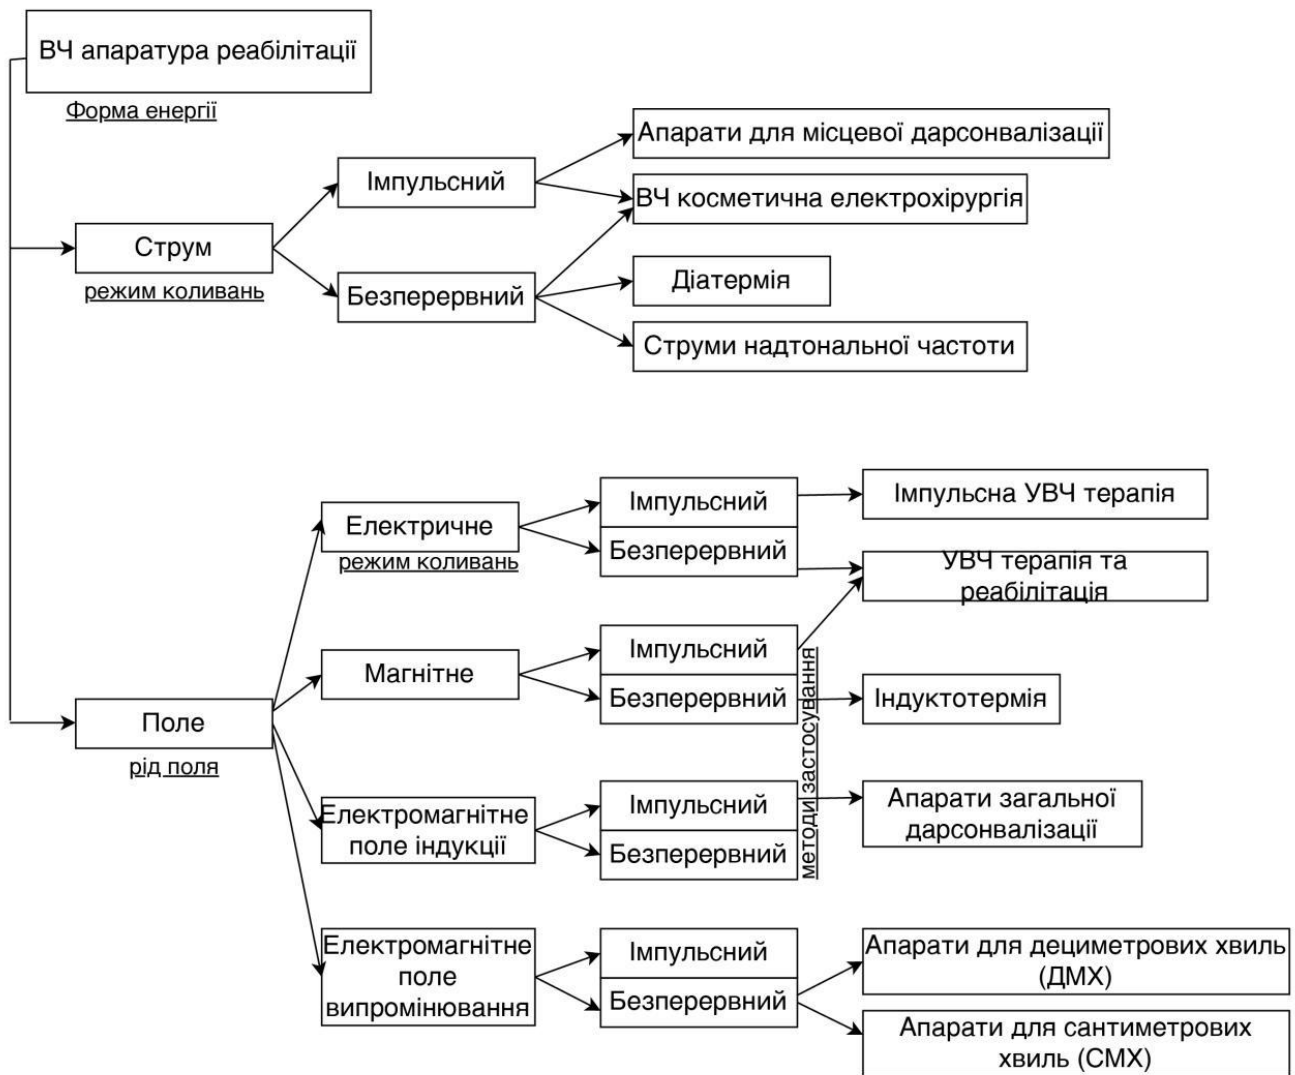 ВЧ апаратура реабілітації
Форма енергії
Апарати для місцевої дарсонвалізації
Імпульсний
ВЧ косметична електрохірургія
Струм
режим коливань
Безперервний
Діатермія
Струми надтональної частоти
Електричне
режим коливань
Імпульсний
Безперервний
Імпульсна УВЧ терапія
УВЧ терапія та
реабілітація
Магнітне
Імпульсний
Безперервний
методи застосування
Індуктотермія
Поле
рід поля
Електромагнітне
поле індукції
Імпульсний
Безперервний
Апарати загальної
дарсонвалізації
Електромагнітне
поле
випромінювання
Імпульсний
Безперервний
Апарати для дециметрових хвиль
(ДМХ)
Апарати для сантиметрових
хвиль (СМХ)